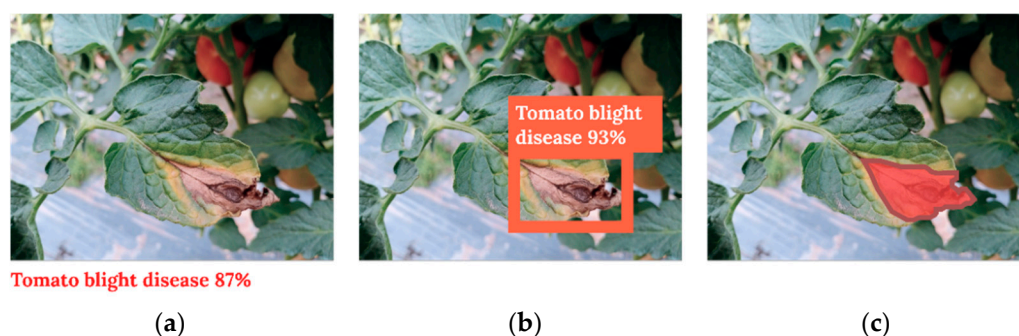 Tomato blight
disease 93%
Tomato blight disease 87%
(a)
(b)
(c)